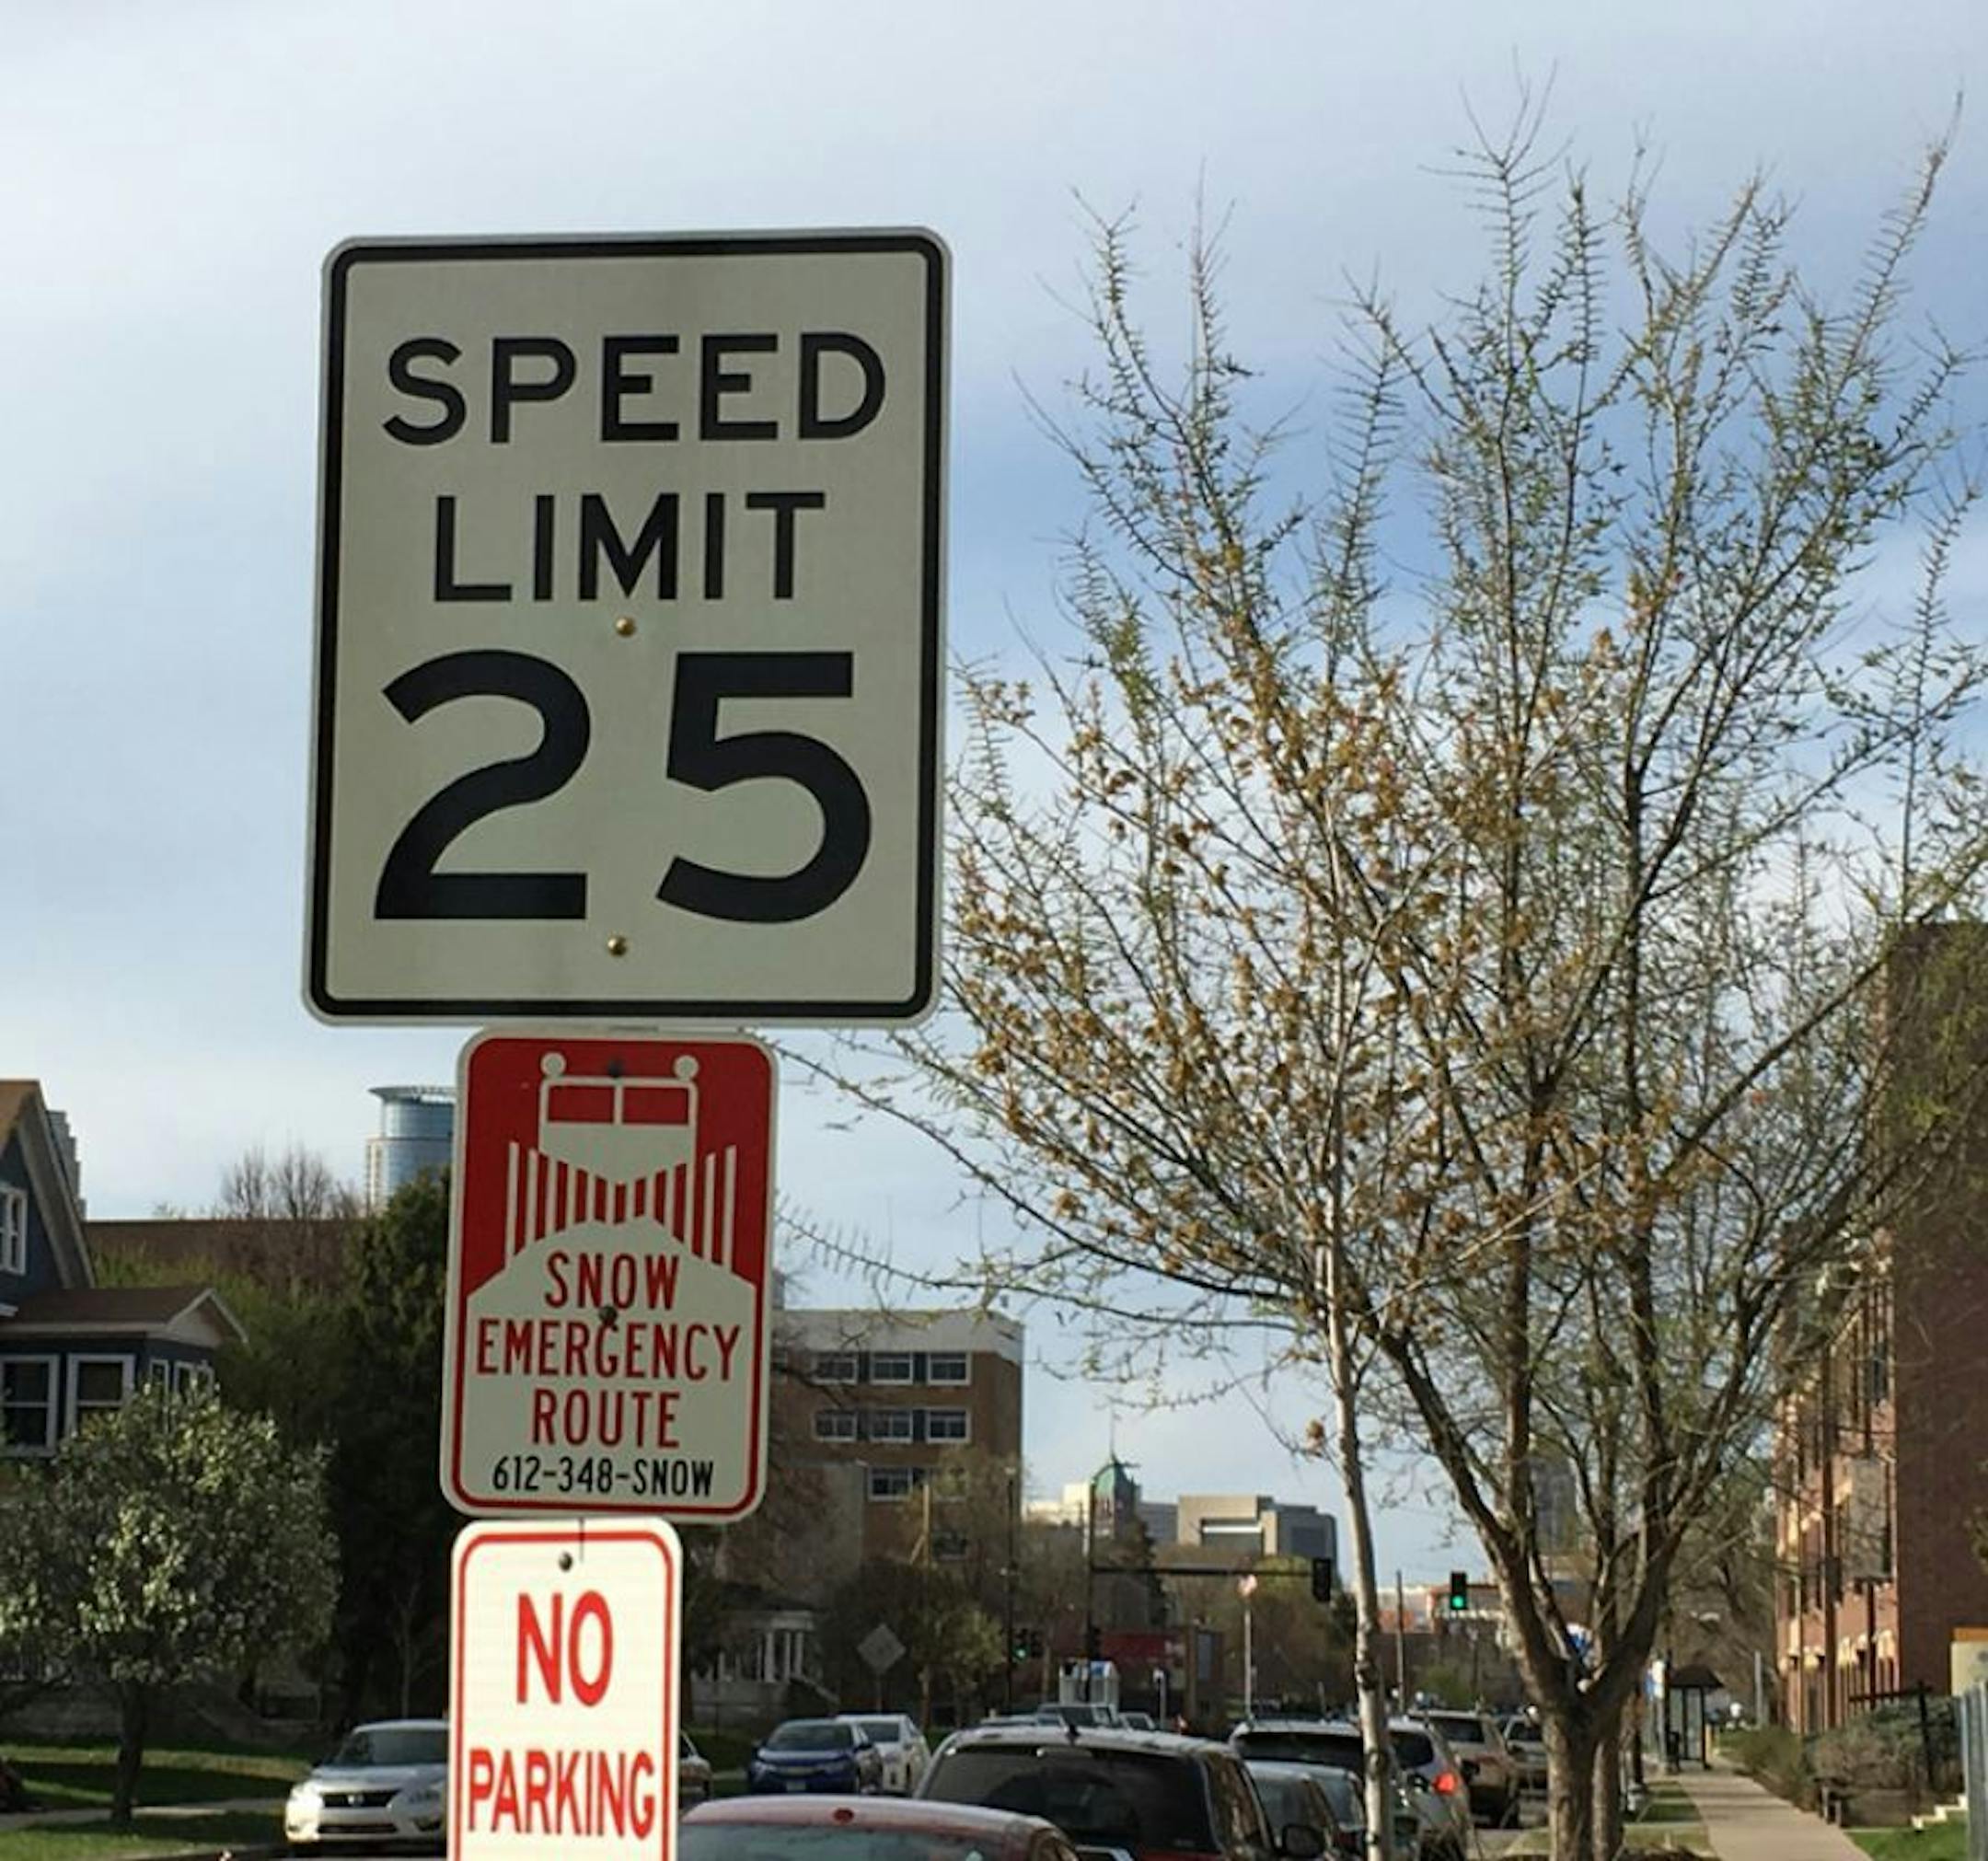 SPEED
LIMIT
25
SNOW
EMERGENCY
ROUTE
612-348-SNOW
NO
PARKING